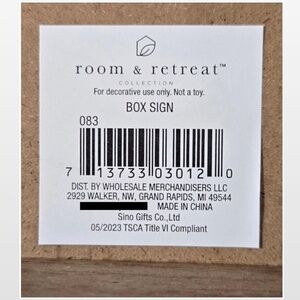 room & retreat™
COLLECTION
For decorative use only. Not a toy.
BOX SIGN
083
7 13733 03012 0
DIST. BY WHOLESALE MERCHANDISERS LLC
2929 WALKER, NW, GRAND RAPIDS, MI 49544
MADE IN CHINA
Sino Gifts Co.,Ltd
05/2023 TSCA Title VI Compliant